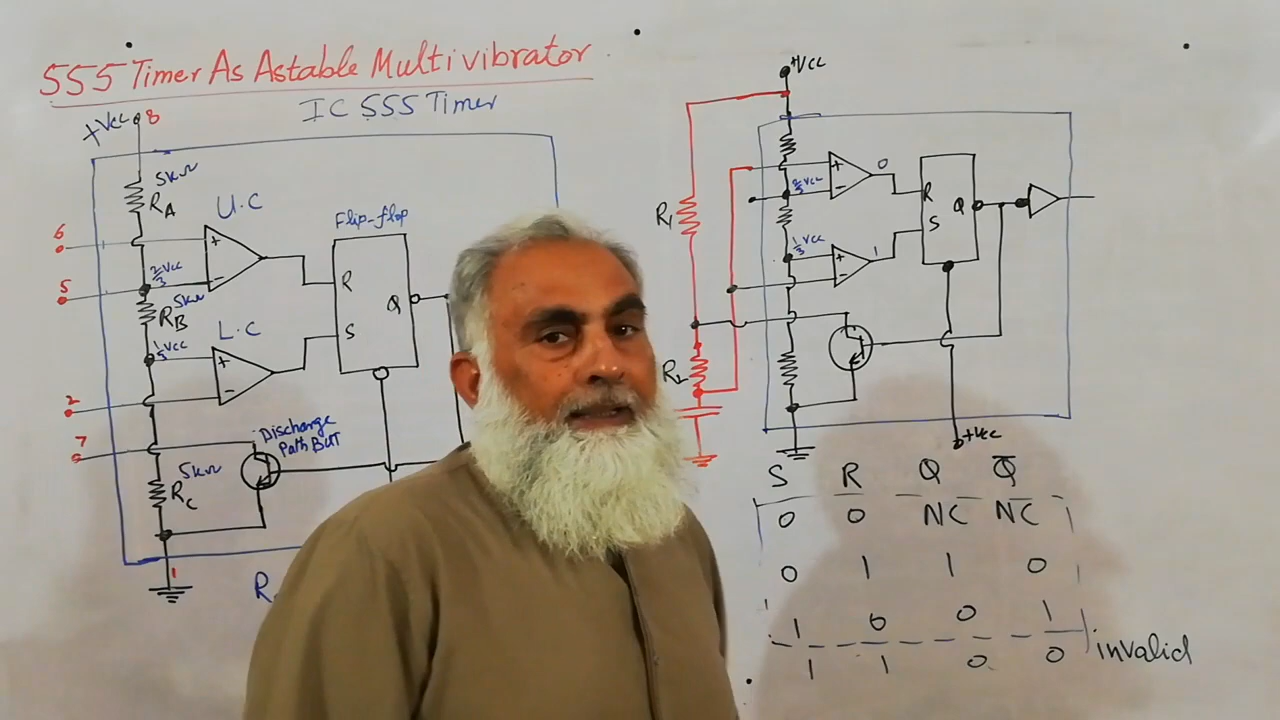 555 Timer As Astable Multivibrator
IC 555 Timer
+Vcc 8
5kΩ
RA
U.C
Flip-flop
6
+
R
2/3 Vcc
5
-
5kΩ
RB
Q
L.C
S
1/3 Vcc
+
2
-
7
Discharge
Path BJT
5kΩ
RC
1
R
+Vcc
+
0
R
2/3 Vcc
-
R1
Q
S
1/3 Vcc
+
1
-
R2
+Vcc
S R Q Q̅
0 0 NC NC
0 1 1 0
1 0 0 1
1 1 0 0 invalid